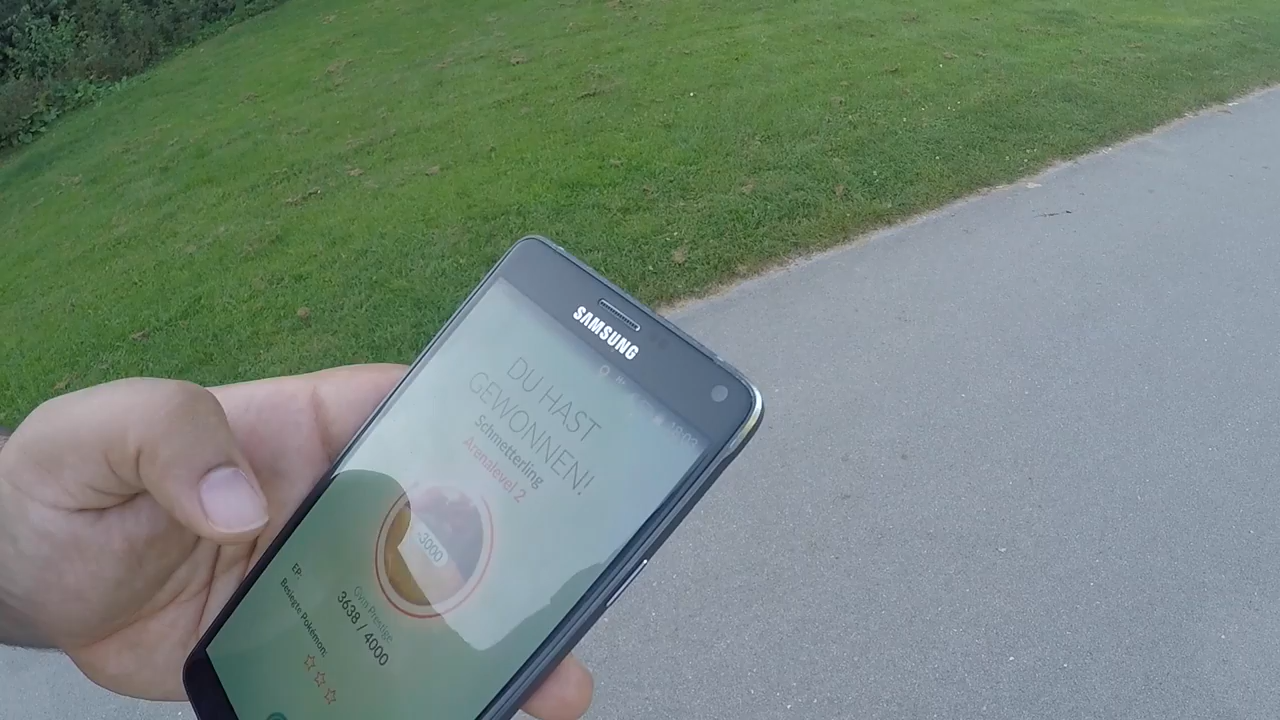 SAMSUNG
H+
DU HAST
GEWONNEN!
Schmetterling
Arenalevel 2
-3000
Gym Prestige
3638 / 4000
EP:
Besiegte Pokémon: